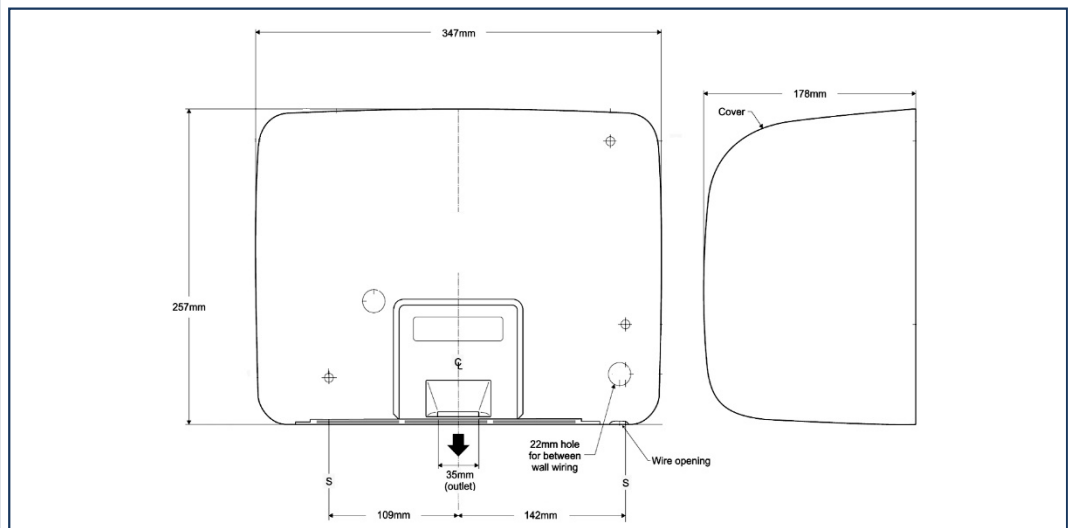 347mm
178mm
Cover
257mm
℄
22mm hole
for between
wall wiring
Wire opening
35mm
(outlet)
S
S
109mm
142mm